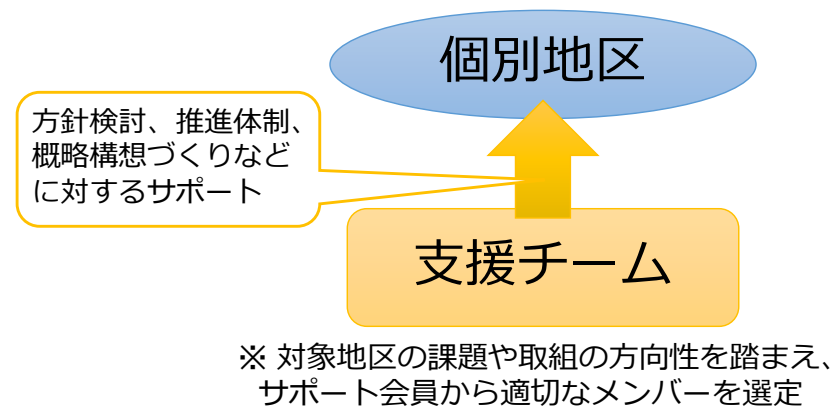 個別地区
方針検討、推進体制、
概略構想づくりなど
に対するサポート
支援チーム
※ 対象地区の課題や取組の方向性を踏まえ、
サポート会員から適切なメンバーを選定